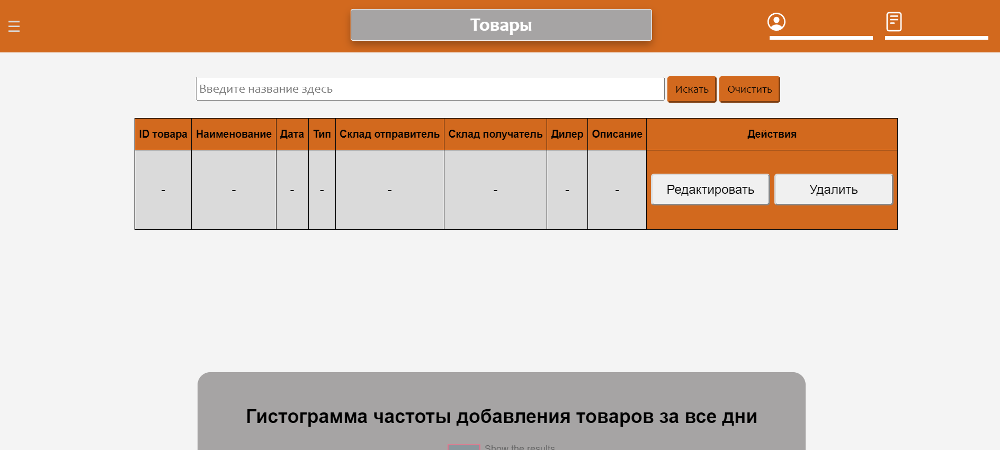 ☰ Товары
Введите название здесь Искать Очистить
ID товара Наименование Дата Тип Склад отправитель Склад получатель Дилер Описание Действия
- - - - - - - - Редактировать Удалить
Гистограмма частоты добавления товаров за все дни
Show the results